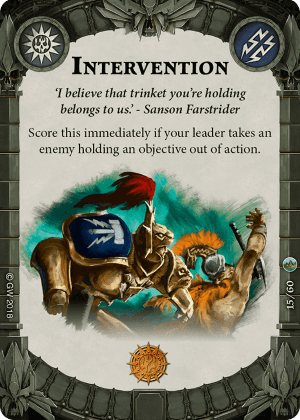 INTERVENTION
‘I believe that trinket you’re holding
belongs to us.’ - Sanson Farstrider
Score this immediately if your leader takes an
enemy holding an objective out of action.
© GW 2018
15/60